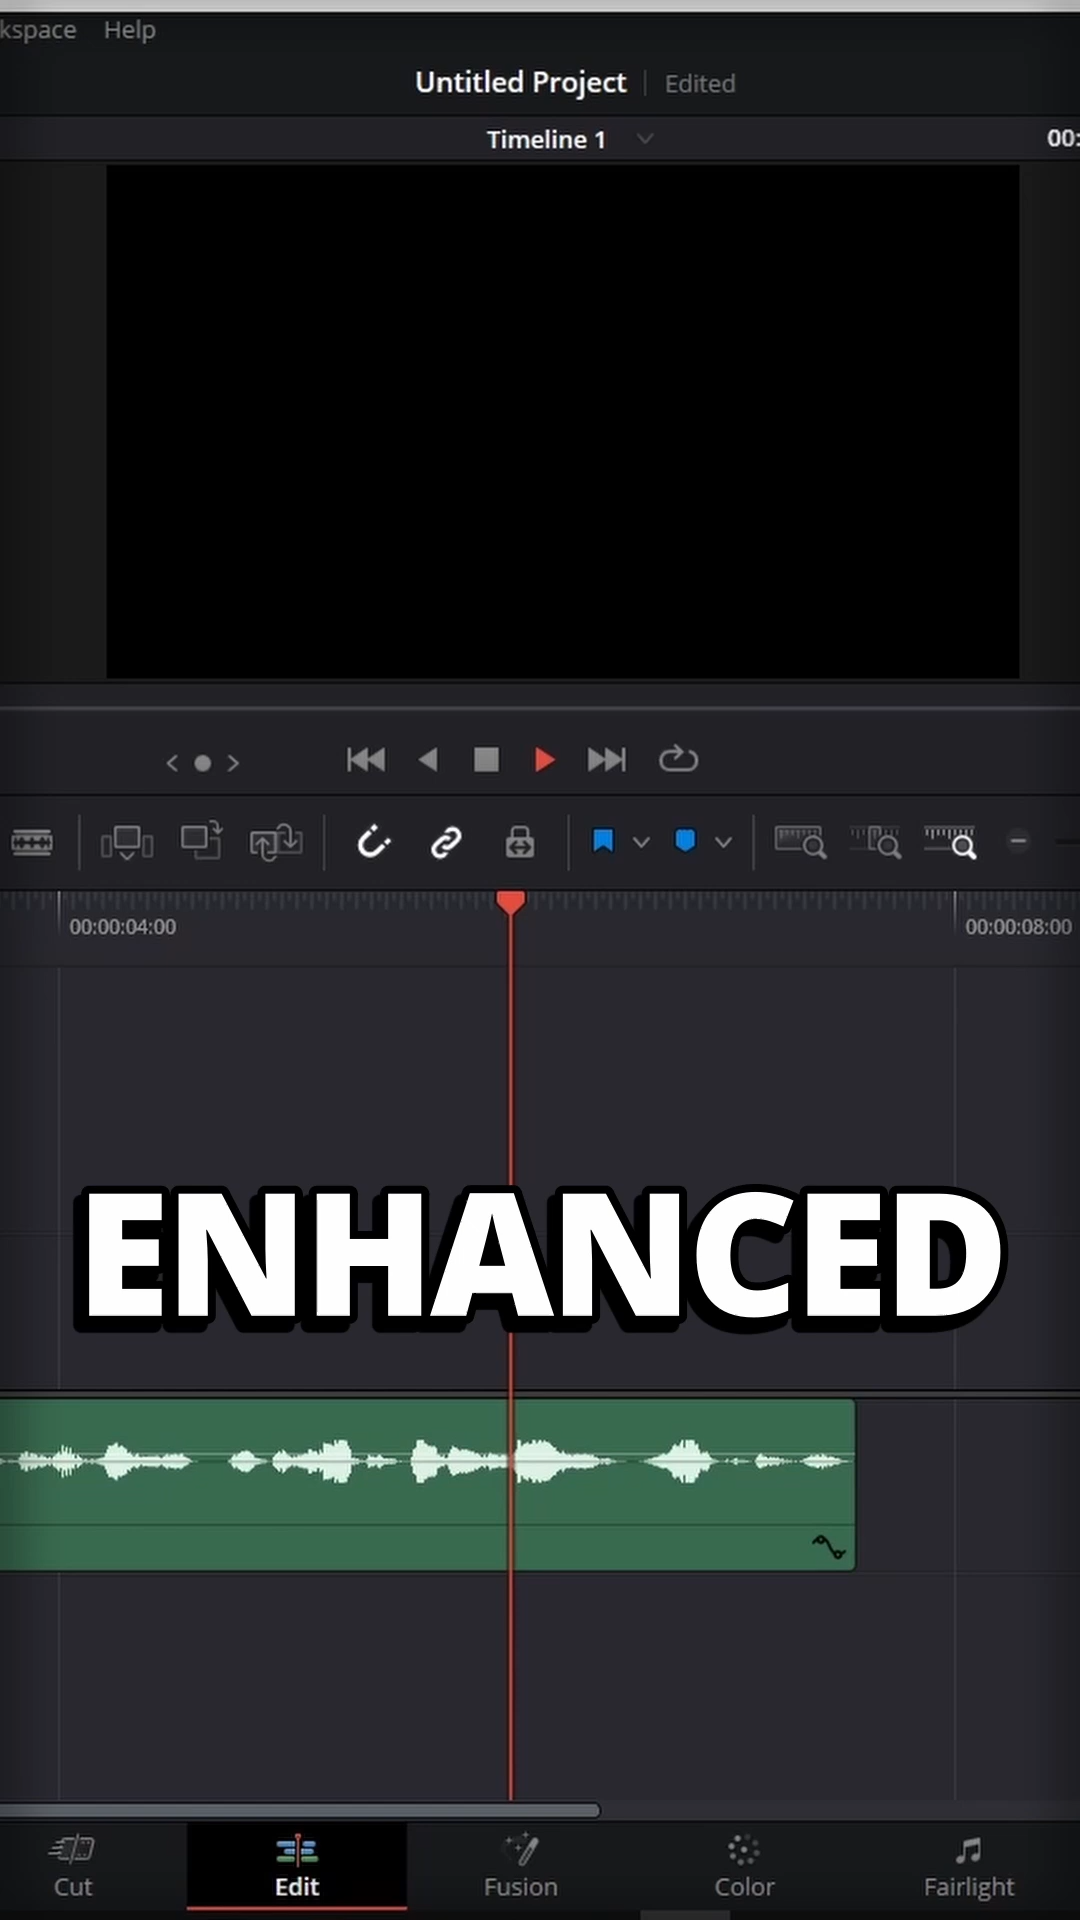 kspace Help
Untitled Project Edited
Timeline 1 00:
00:00:04:00 00:00:08:00
ENHANCED
Cut Edit Fusion Color Fairlight